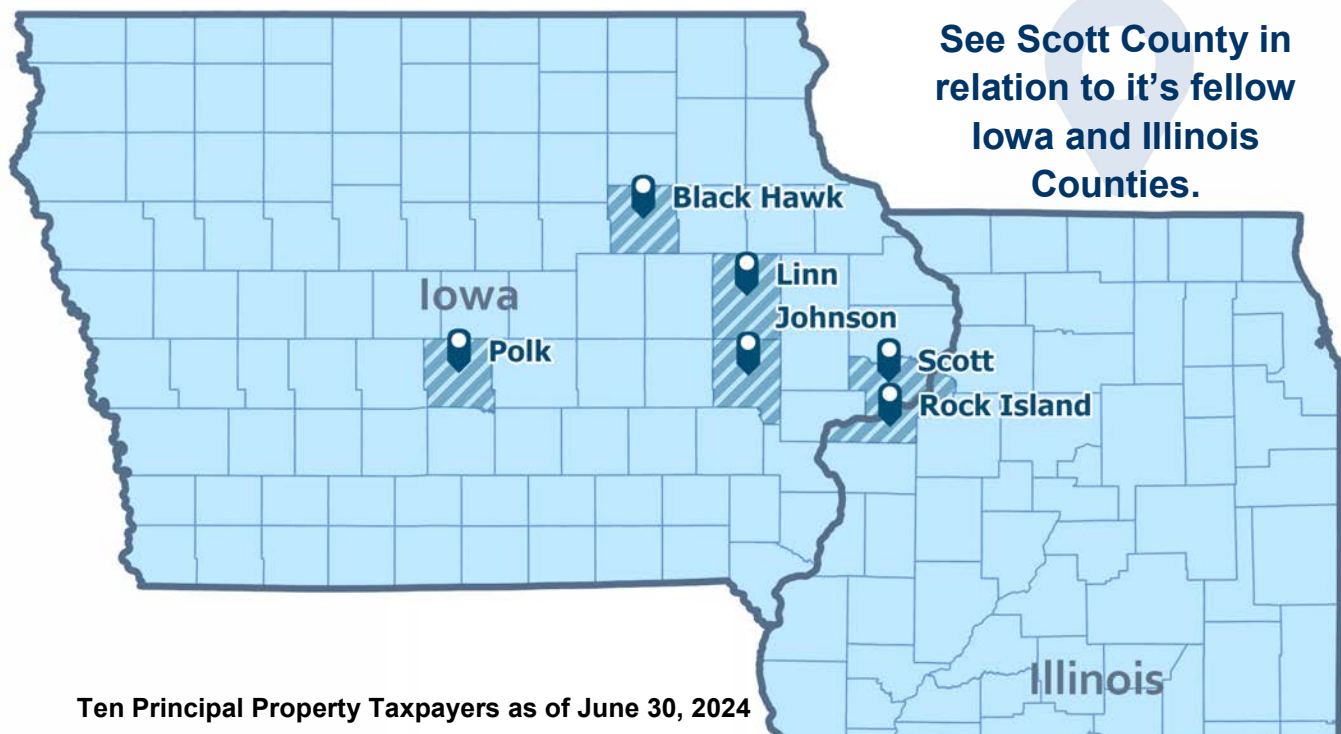 See Scott County in
relation to it’s fellow
Iowa and Illinois
Counties.
Black Hawk
Linn
Iowa
Johnson
Polk
Scott
Rock Island
Illinois
Ten Principal Property Taxpayers as of June 30, 2024